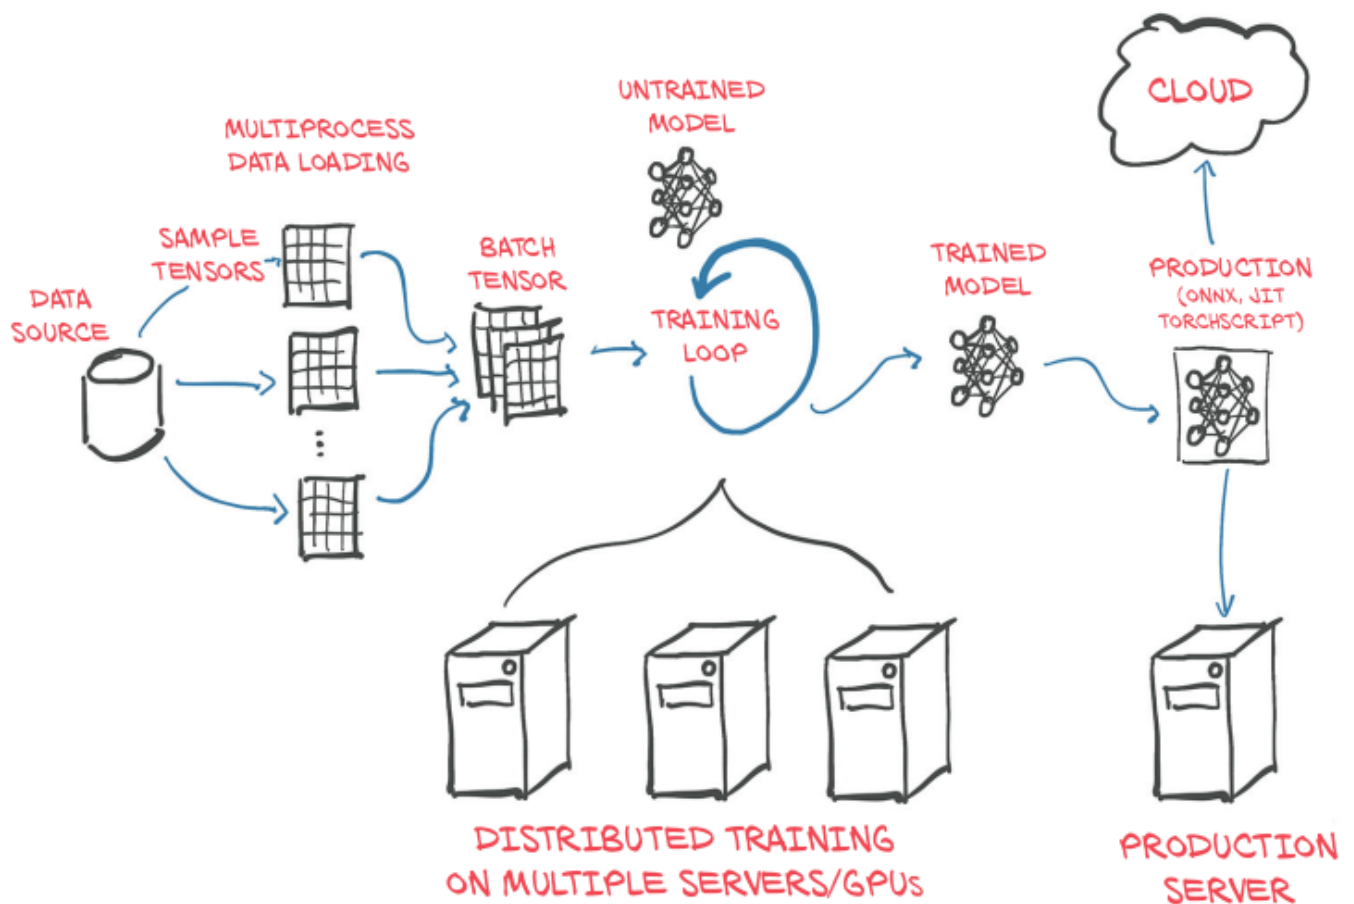 CLOUD
UNTRAINED
MODEL
MULTIPROCESS
DATA LOADING
SAMPLE
TENSORS
BATCH
TENSOR
TRAINED
MODEL
PRODUCTION
(ONNX, JIT
TORCHSCRIPT)
DATA
SOURCE
TRAINING
LOOP
...
DISTRIBUTED TRAINING
ON MULTIPLE SERVERS/GPUs
PRODUCTION
SERVER